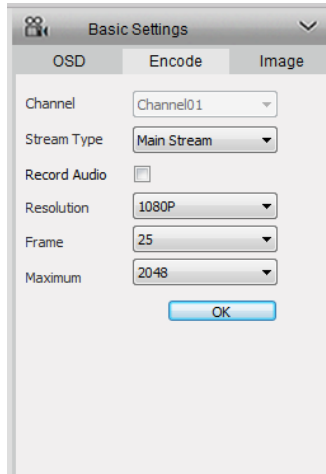 Basic Settings
OSD Encode Image
Channel Channel01
Stream Type Main Stream
Record Audio
Resolution 1080P
Frame 25
Maximum 2048
OK